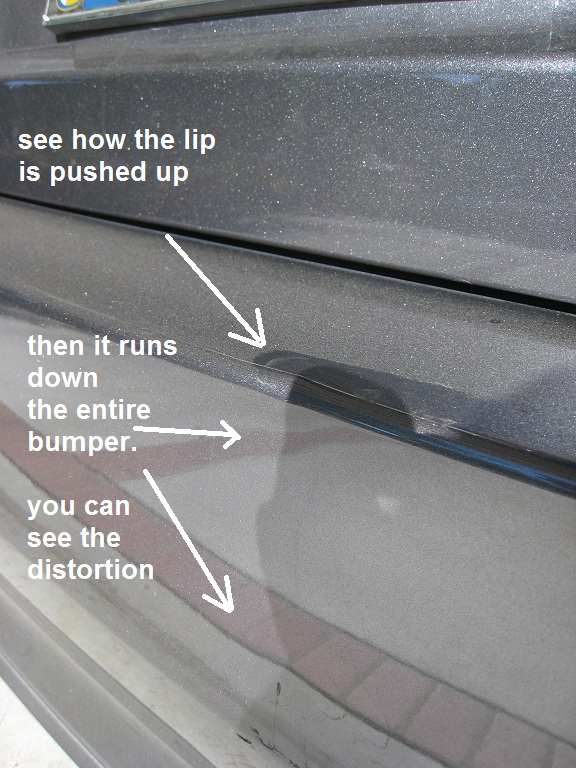 see how the lip
is pushed up
then it runs
down
the entire
bumper.
you can
see the
distortion